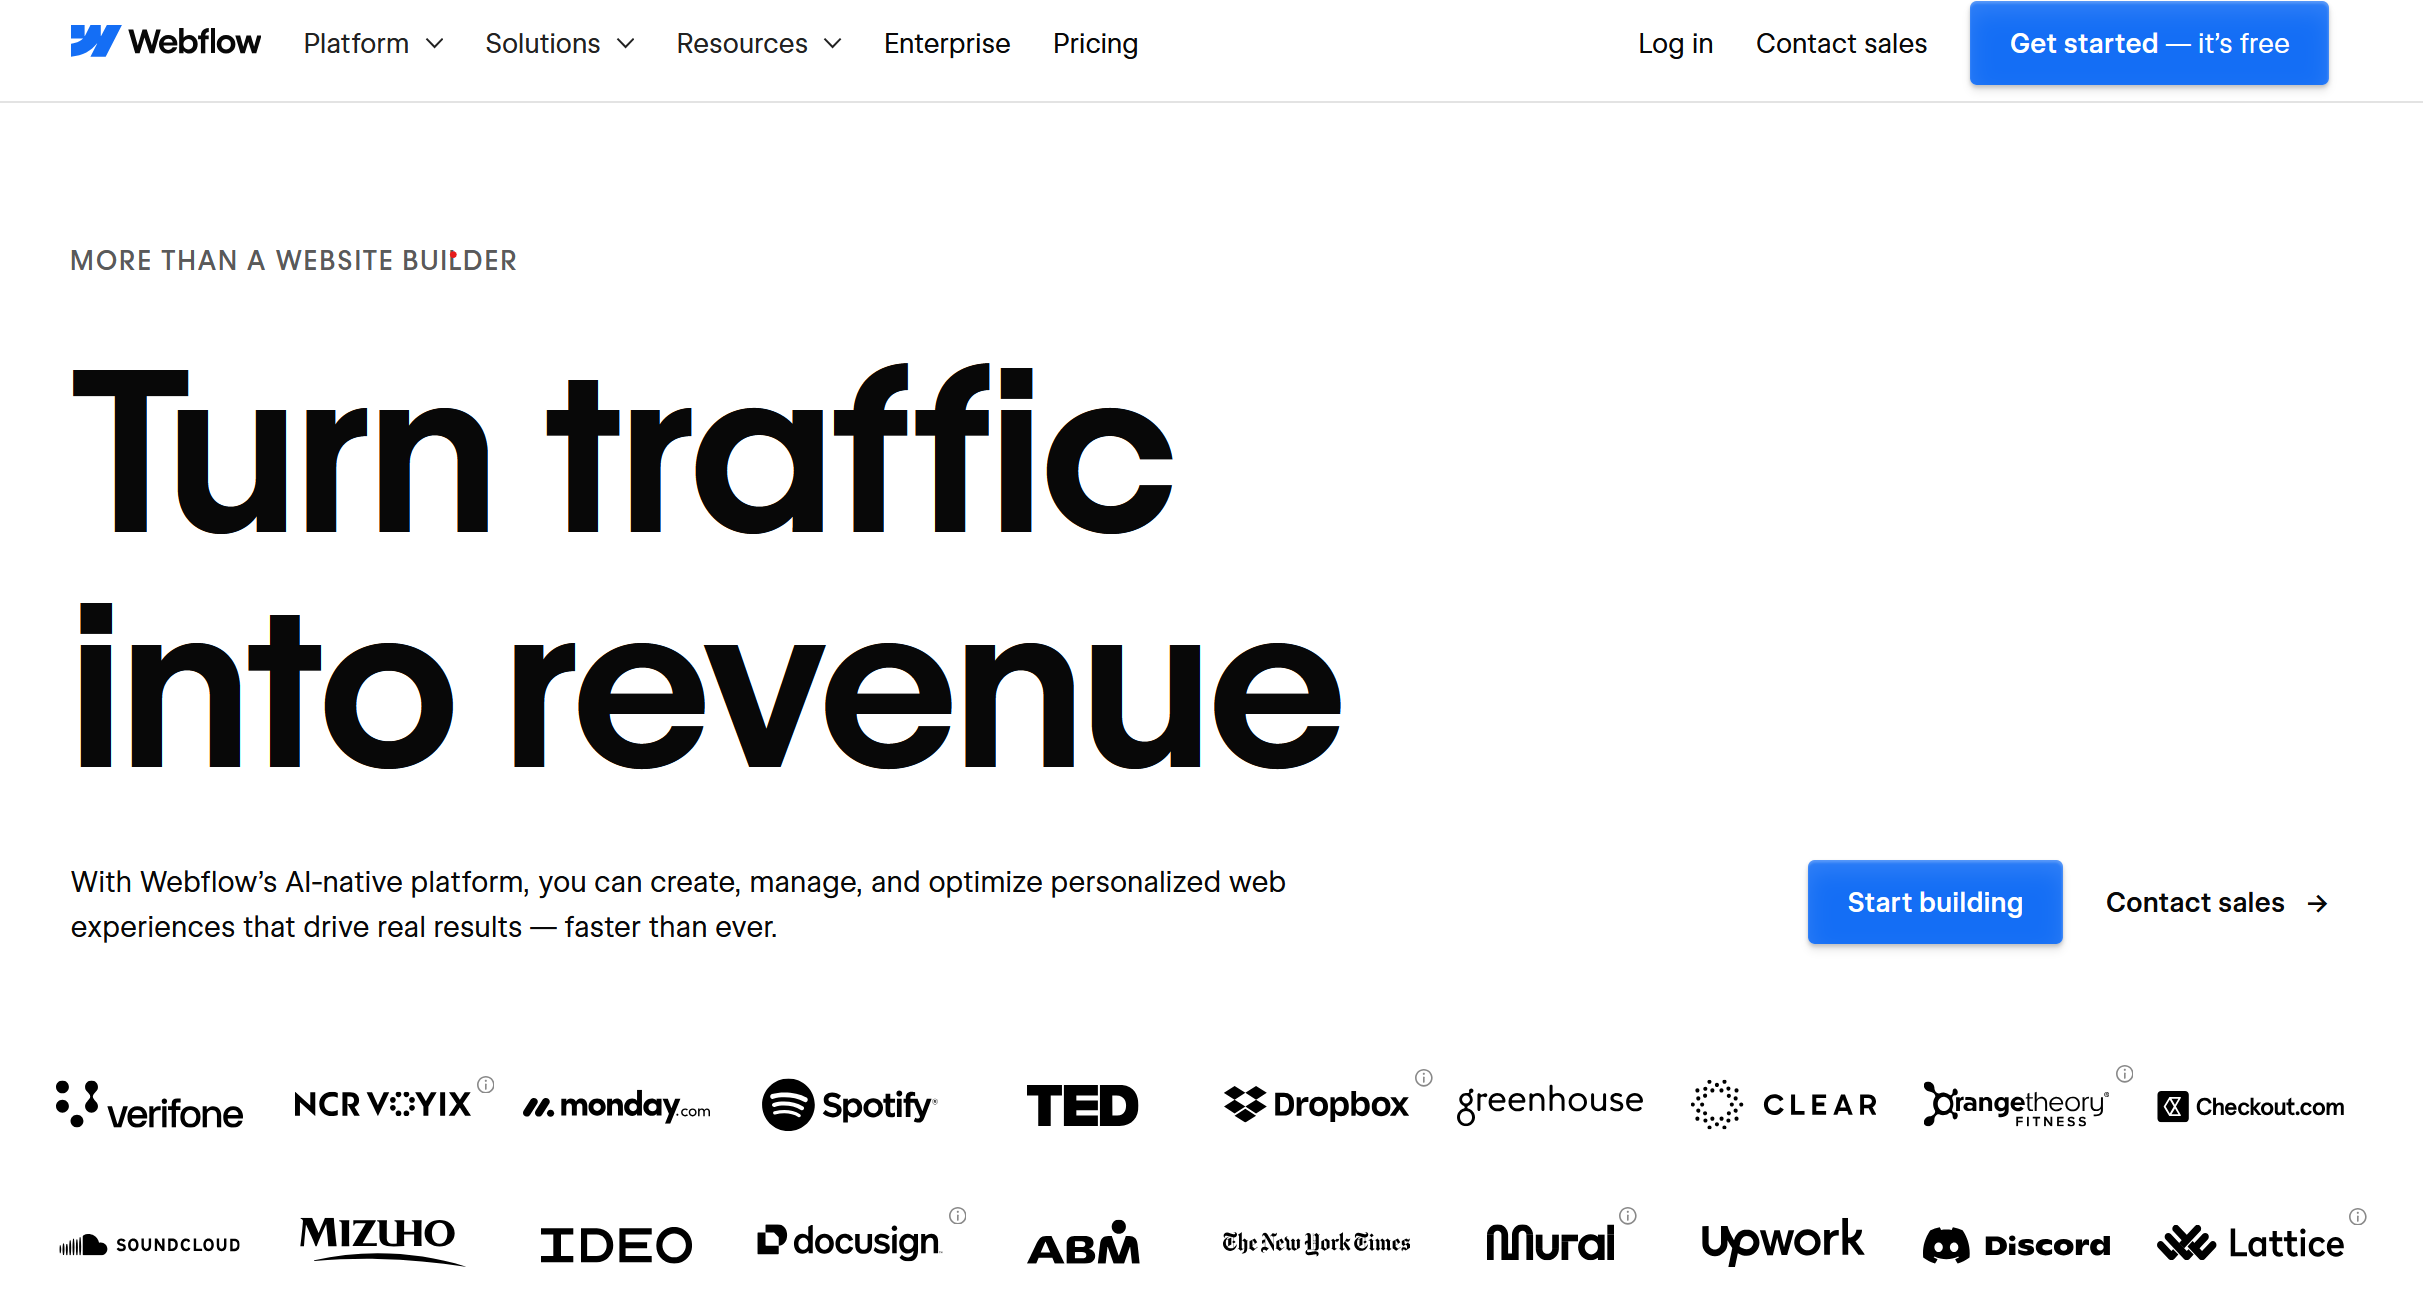 Webflow Platform Solutions Resources Enterprise Pricing Log in Contact sales Get started — it’s free
MORE THAN A WEBSITE BUILDER
Turn traffic
into revenue
With Webflow’s AI-native platform, you can create, manage, and optimize personalized web
experiences that drive real results — faster than ever.
Start building Contact sales →
verifone NCR VOYIX monday.com Spotify TED Dropbox greenhouse CLEAR Orangetheory® FITNESS Checkout.com
SOUNDCLOUD MIZUHO IDEO docusign ABM The New York Times Mural Upwork Discord Lattice